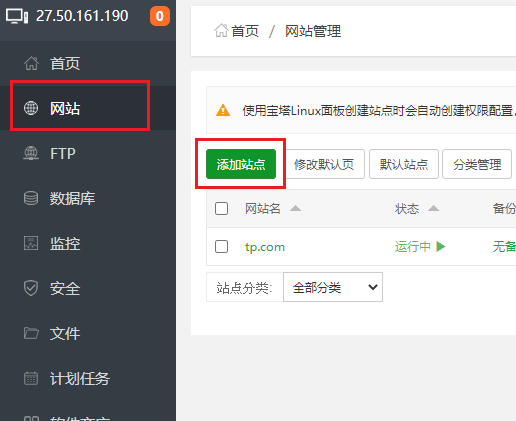 27.50.161.190 0
首页
网站
FTP
数据库
监控
安全
文件
计划任务
首页 / 网站管理
使用宝塔Linux面板创建站点时会自动创建权限配置,
添加站点 修改默认页 默认站点 分类管理
网站名 状态 备份
tp.com 运行中 无备
站点分类: 全部分类